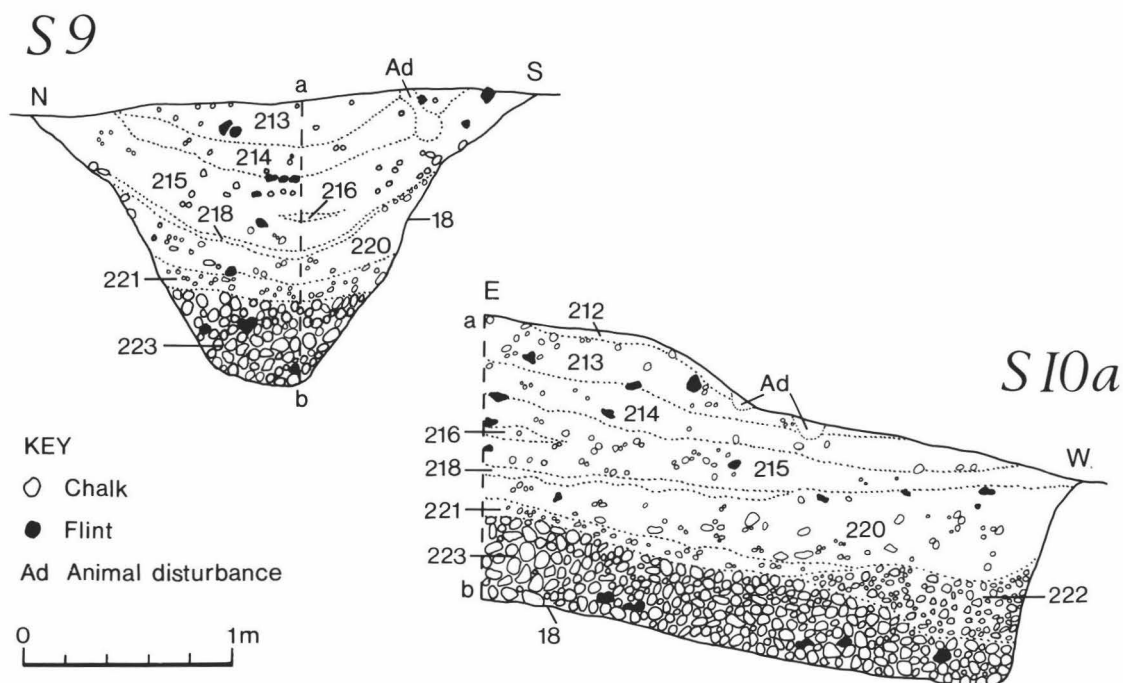 S9
N
a
Ad
S
213
214
215
216
218
18
220
221
223
b
KEY
Chalk
Flint
Ad Animal disturbance
0 1m
S10a
E
a
212
213
Ad
214
216
215
W.
218
221
220
223
222
b
18